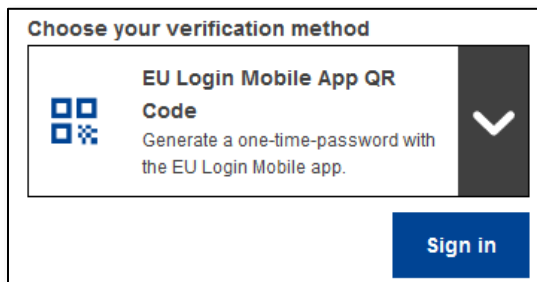 Choose your verification method
EU Login Mobile App QR
Code
Generate a one-time-password with
the EU Login Mobile app.
Sign in